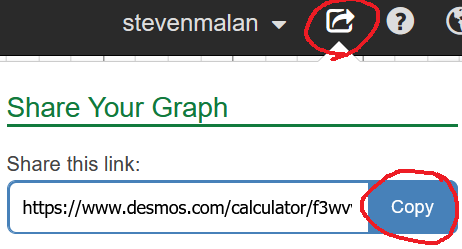 stevenmalan
?
Share Your Graph
Share this link:
https://www.desmos.com/calculator/f3wv
Copy